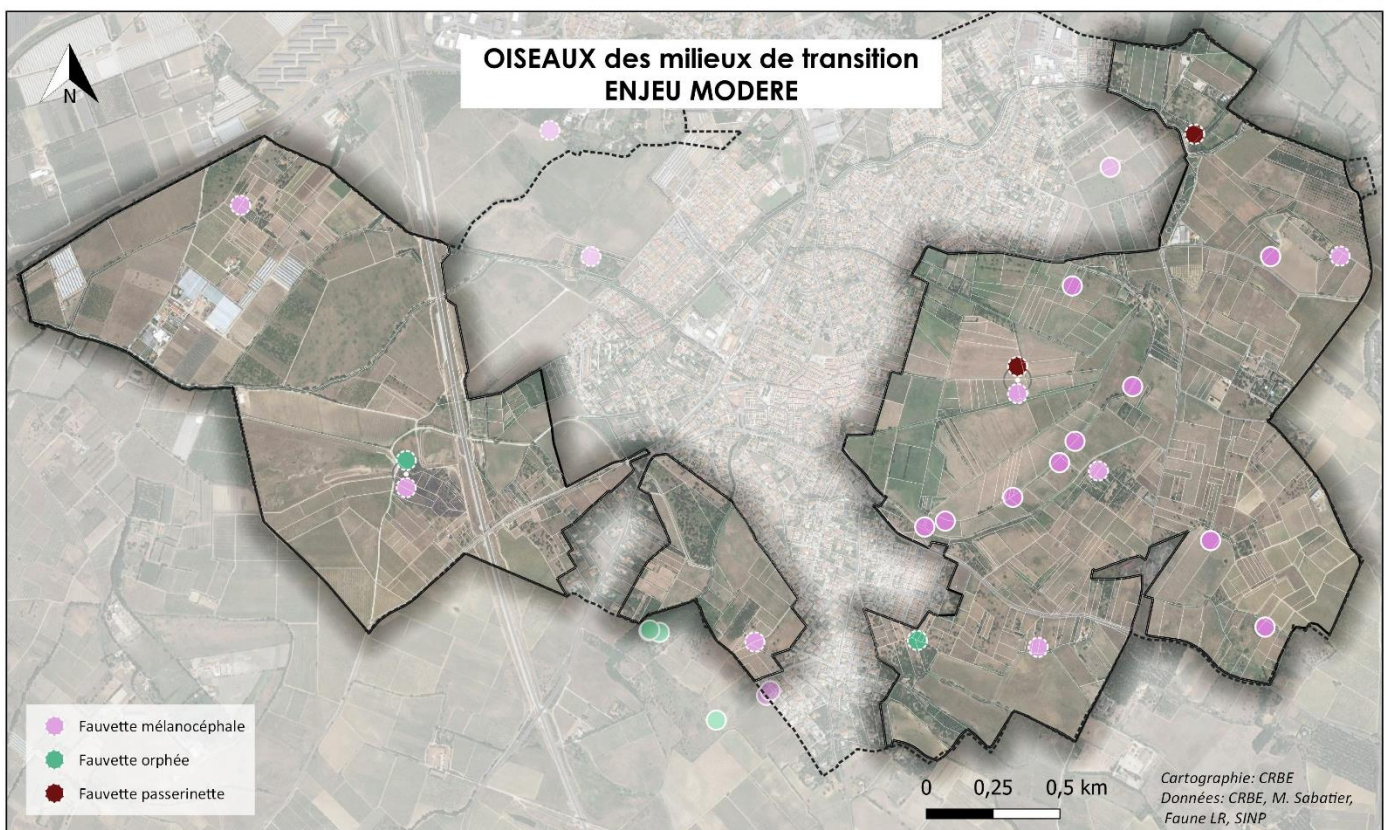 OISEAUX des milieux de transition
ENJEU MODERE
N
Fauvette mélanocéphale
Fauvette orphée
Fauvette passerinette
0 0,25 0,5 km
Cartographie: CRBE
Données: CRBE, M. Sabatier,
Faune LR, SINP